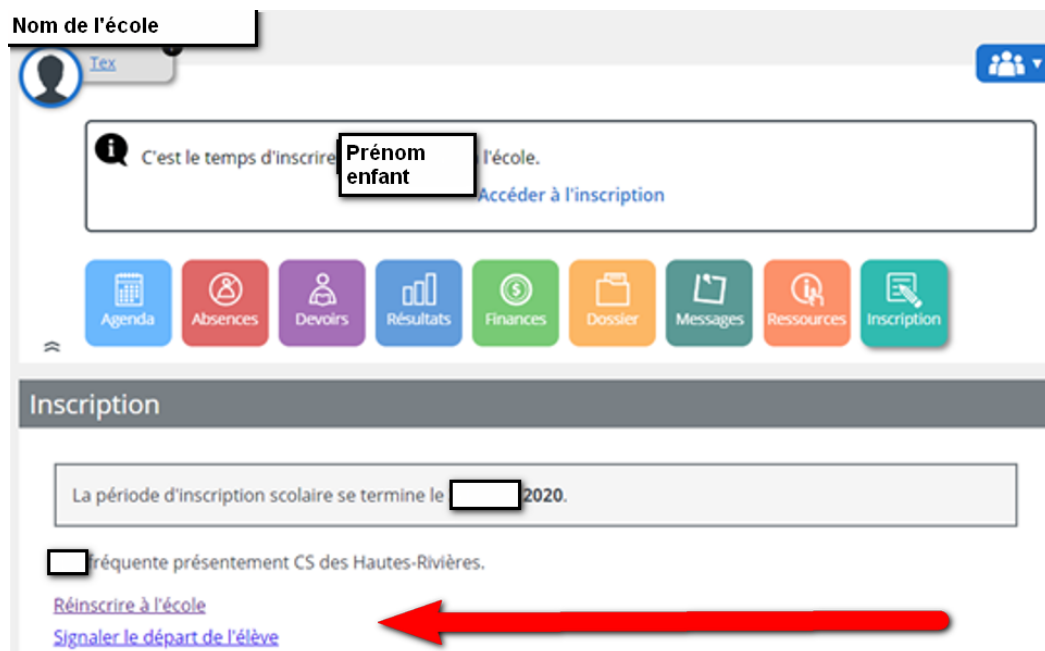 Nom de l'école
Tex
C'est le temps d'inscrire Prénom enfant l'école.
Accéder à l'inscription
Agenda Absences Devoirs Résultats Finances Dossier Messages Ressources Inscription
Inscription
La période d'inscription scolaire se termine le 2020.
fréquente présentement CS des Hautes-Rivières.
Réinscrire à l'école
Signaler le départ de l'élève